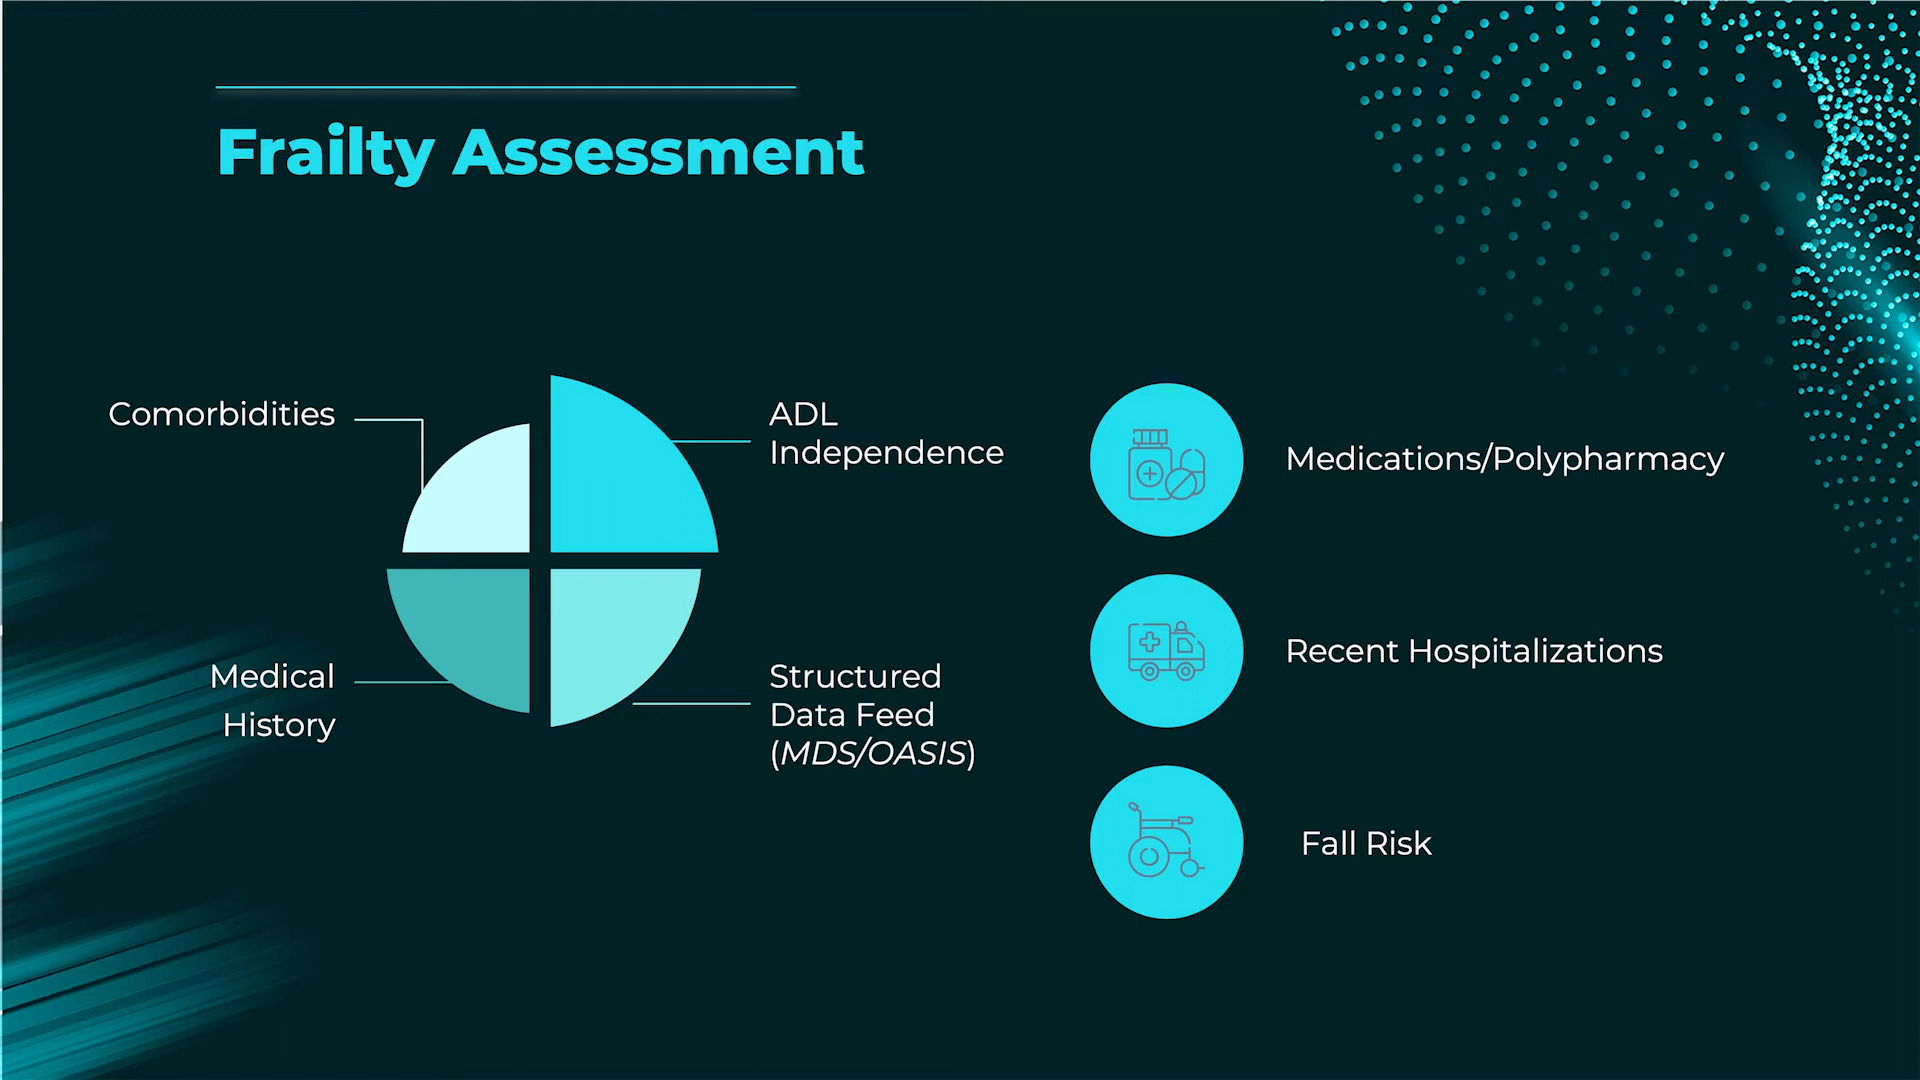 Frailty Assessment
Comorbidities
ADL
Independence
Medical
History
Structured
Data Feed
(MDS/OASIS)
Medications/Polypharmacy
Recent Hospitalizations
Fall Risk